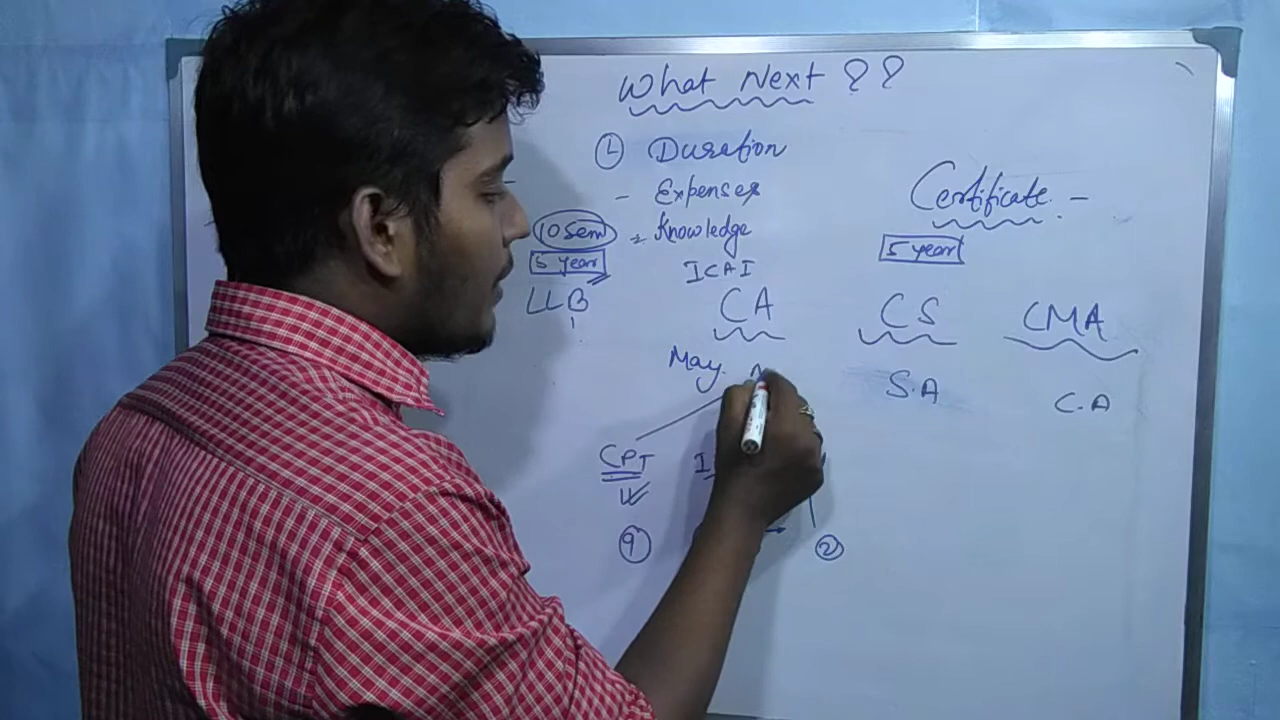 What Next ??
Duration
- Expenses
Certificate -
10 Sem
Knowledge
5 year
5 year
ICAI
LLB
CA
CS
CMA
May
S.A
C.A
CPT
I
9
2